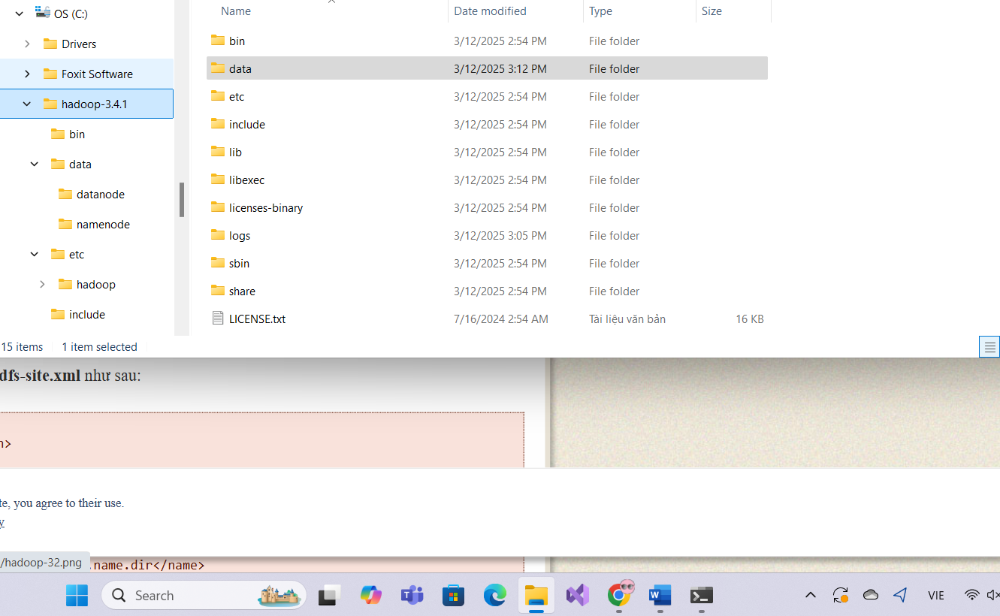 OS (C:)
Drivers
Foxit Software
hadoop-3.4.1
bin
data
datanode
namenode
etc
hadoop
include
Name Date modified Type Size
bin 3/12/2025 2:54 PM File folder
data 3/12/2025 3:12 PM File folder
etc 3/12/2025 2:54 PM File folder
include 3/12/2025 2:54 PM File folder
lib 3/12/2025 2:54 PM File folder
libexec 3/12/2025 2:54 PM File folder
licenses-binary 3/12/2025 2:54 PM File folder
logs 3/12/2025 3:05 PM File folder
sbin 3/12/2025 2:54 PM File folder
share 3/12/2025 2:54 PM File folder
LICENSE.txt 7/16/2024 2:54 AM Tài liệu văn bản 16 KB
15 items 1 item selected
dfs-site.xml như sau:
n>
te, you agree to their use.
y
/hadoop-32.png
.name.dir</name>
Search
VIE